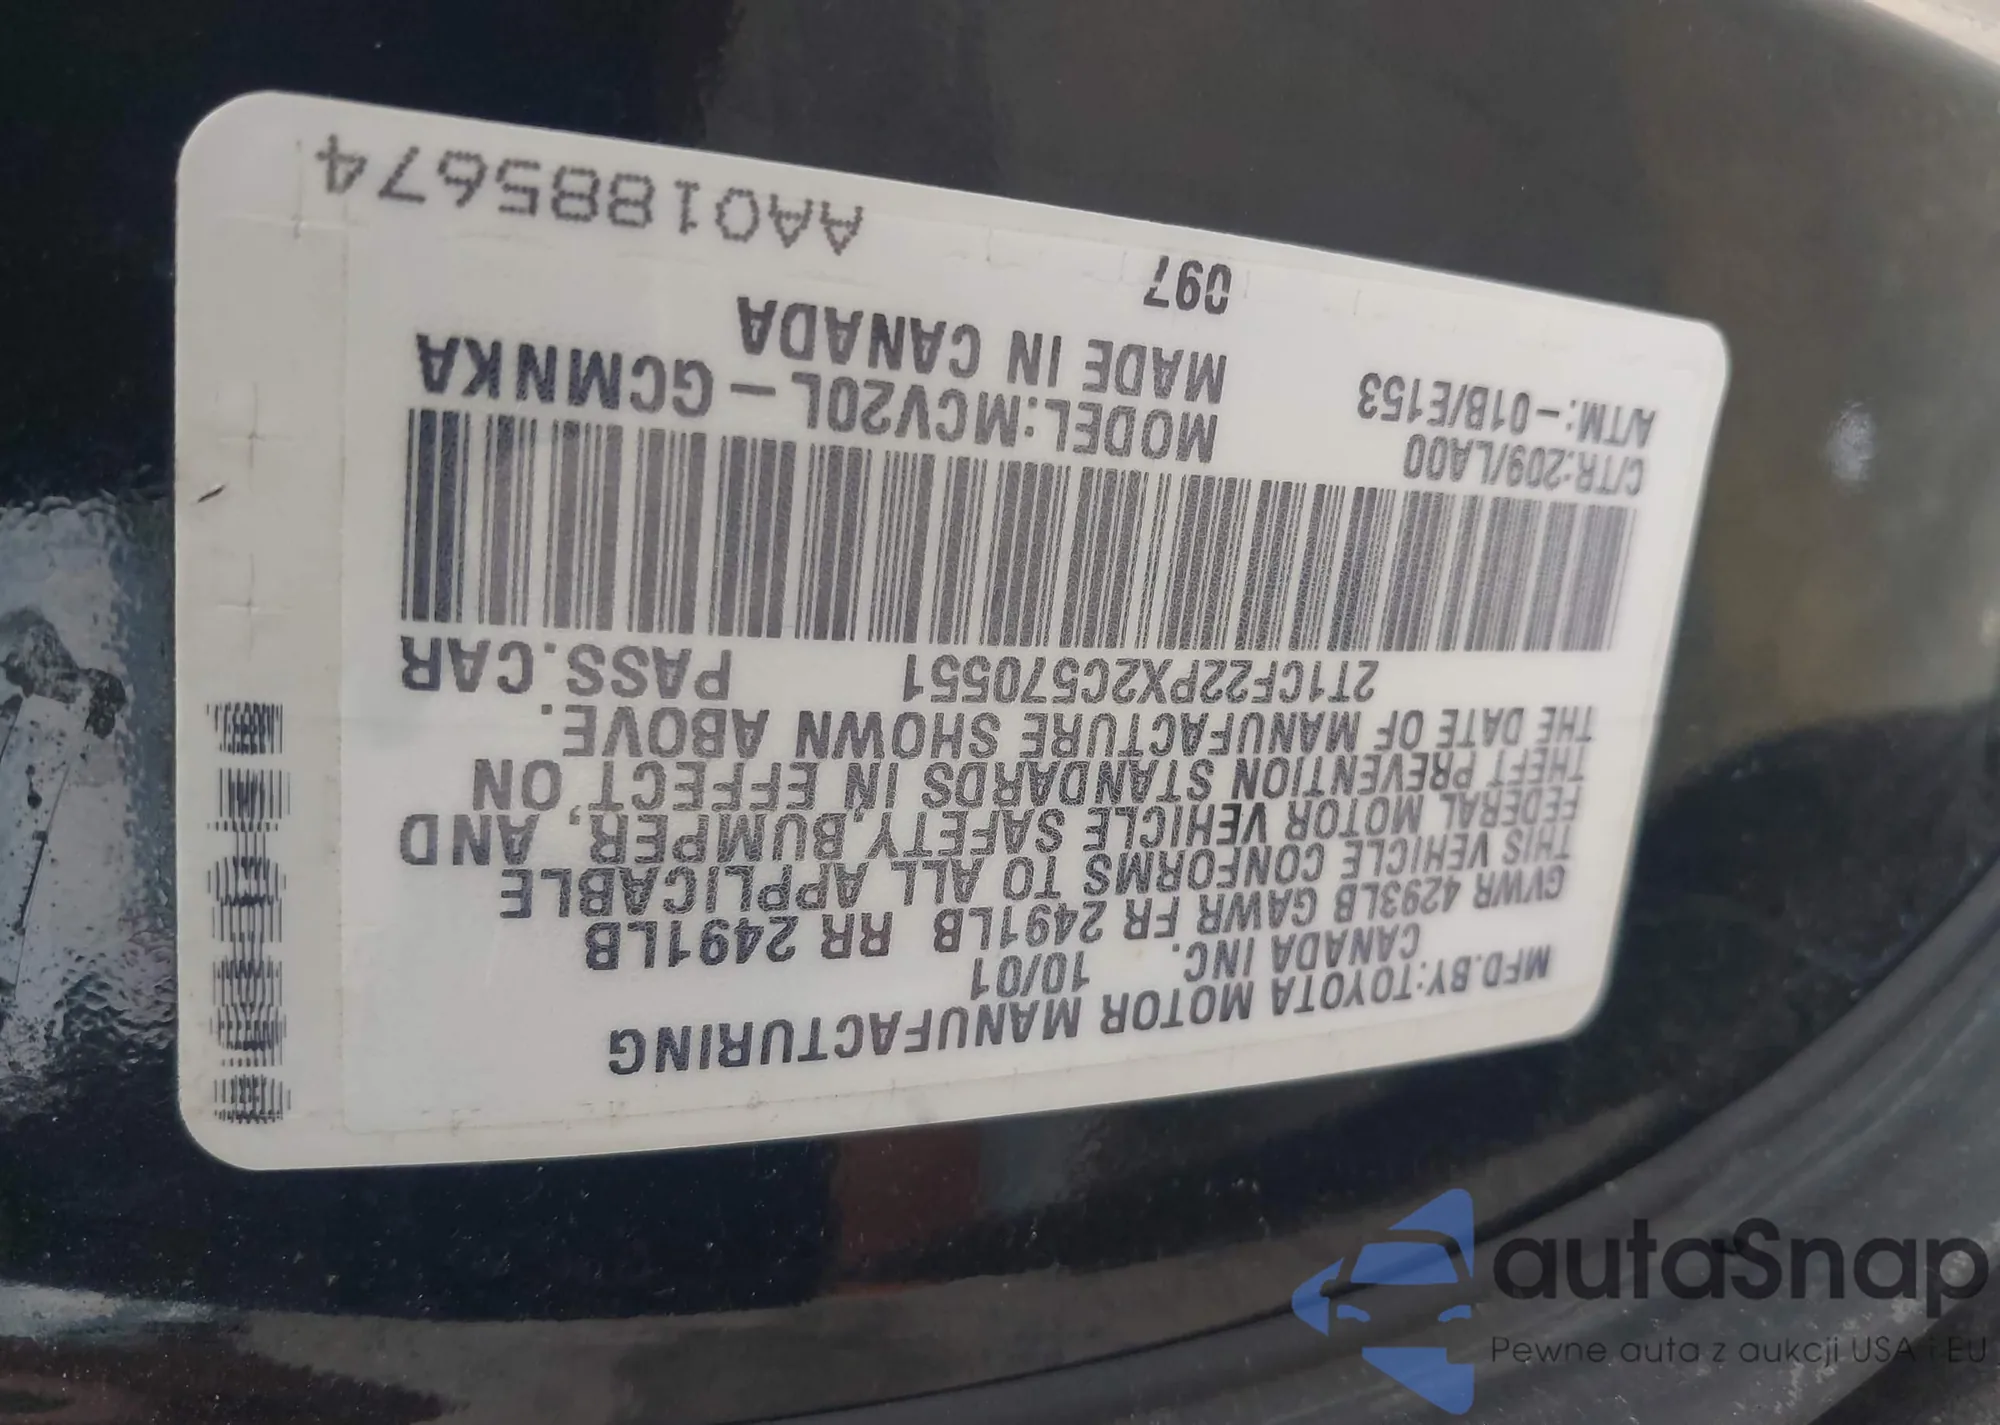 MFD.BY:TOYOTA MOTOR MANUFACTURING
CANADA INC. 10/01
GVWR 4293LB GAWR FR 2491LB RR 2491LB
THIS VEHICLE CONFORMS TO ALL APPLICABLE
FEDERAL MOTOR VEHICLE SAFETY, BUMPER, AND
THEFT PREVENTION STANDARDS IN EFFECT ON
THE DATE OF MANUFACTURE SHOWN ABOVE.
2T1CF22PX2C570551 PASS.CAR
C/TR:209/LA00 MODEL:MCV20L-GCMNKA
A/TM:-01B/E153 MADE IN CANADA
097
AA01885674
autaSnap
Pewne auta z aukcji USA i EU